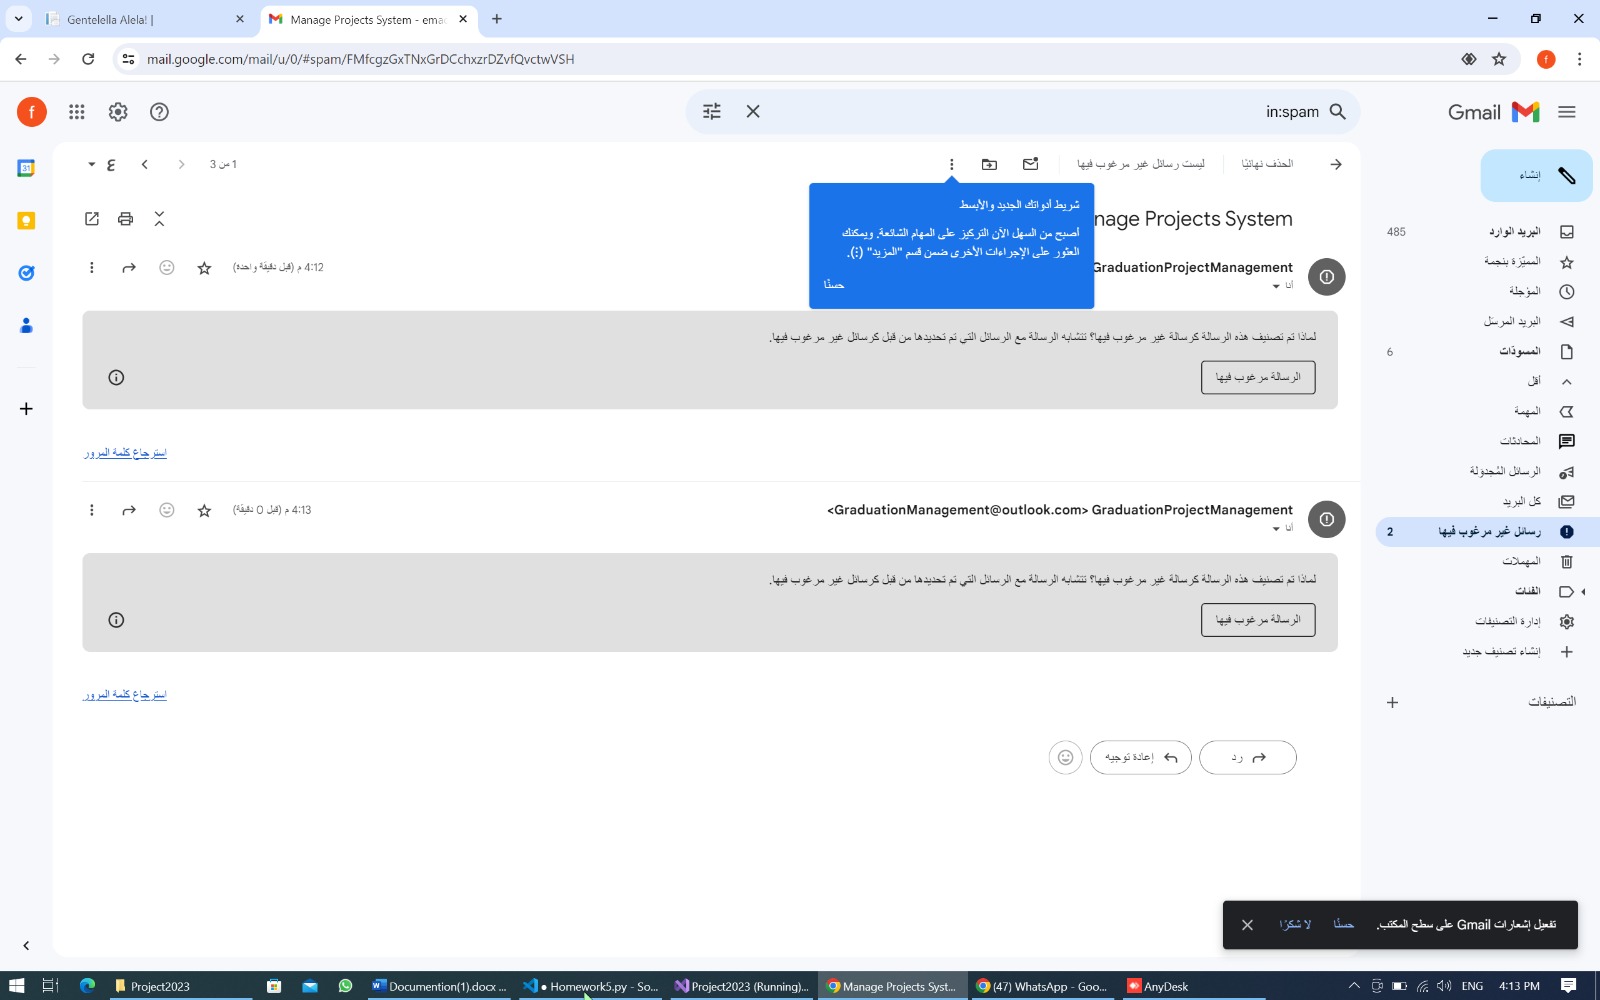 Gentelella Alela! |
Manage Projects System - emac
mail.google.com/mail/u/0/#spam/FMfcgzGxTNxGrDCchxzrDZvfQvctwVSH
f
f
in:spam
Gmail
1 من 3
ع
ليست رسائل غير مرغوب فيها
الحذف نهائيًا
إنشاء
شريط أدواتك الجديد والأبسط
أصبح من السهل الآن التركيز على المهام الشائعة. ويمكنك
العثور على الإجراءات الأخرى ضمن قسم "المزيد" (⋮).
حسنًا
nage Projects System
GraduationProjectManagement
4:12 م (قبل دقيقة واحدة)
أنا
لماذا تم تصنيف هذه الرسالة كرسالة غير مرغوب فيها؟ تتشابه الرسالة مع الرسائل التي تم تحديدها من قبل كرسائل غير مرغوب فيها.
الرسالة مرغوب فيها
استرجاع كلمة المرور
<GraduationManagement@outlook.com> GraduationProjectManagement
4:13 م (قبل 0 دقيقة)
أنا
لماذا تم تصنيف هذه الرسالة كرسالة غير مرغوب فيها؟ تتشابه الرسالة مع الرسائل التي تم تحديدها من قبل كرسائل غير مرغوب فيها.
الرسالة مرغوب فيها
استرجاع كلمة المرور
رد
إعادة توجيه
البريد الوارد 485
المميّزة بنجمة
المؤجلة
البريد المرسَل
المسودّات 6
أقل
المهمة
المحادثات
الرسائل المُجدوَلة
كل البريد
رسائل غير مرغوب فيها 2
المهملات
الفئات
إدارة التصنيفات
إنشاء تصنيف جديد
التصنيفات
31
تفعيل إشعارات Gmail على سطح المكتب. حسنًا لا شكرًا
Project2023
Documention(1).docx ...
● Homework5.py - So...
Project2023 (Running)...
Manage Projects Syst...
(47) WhatsApp - Goo...
AnyDesk
ENG
4:13 PM